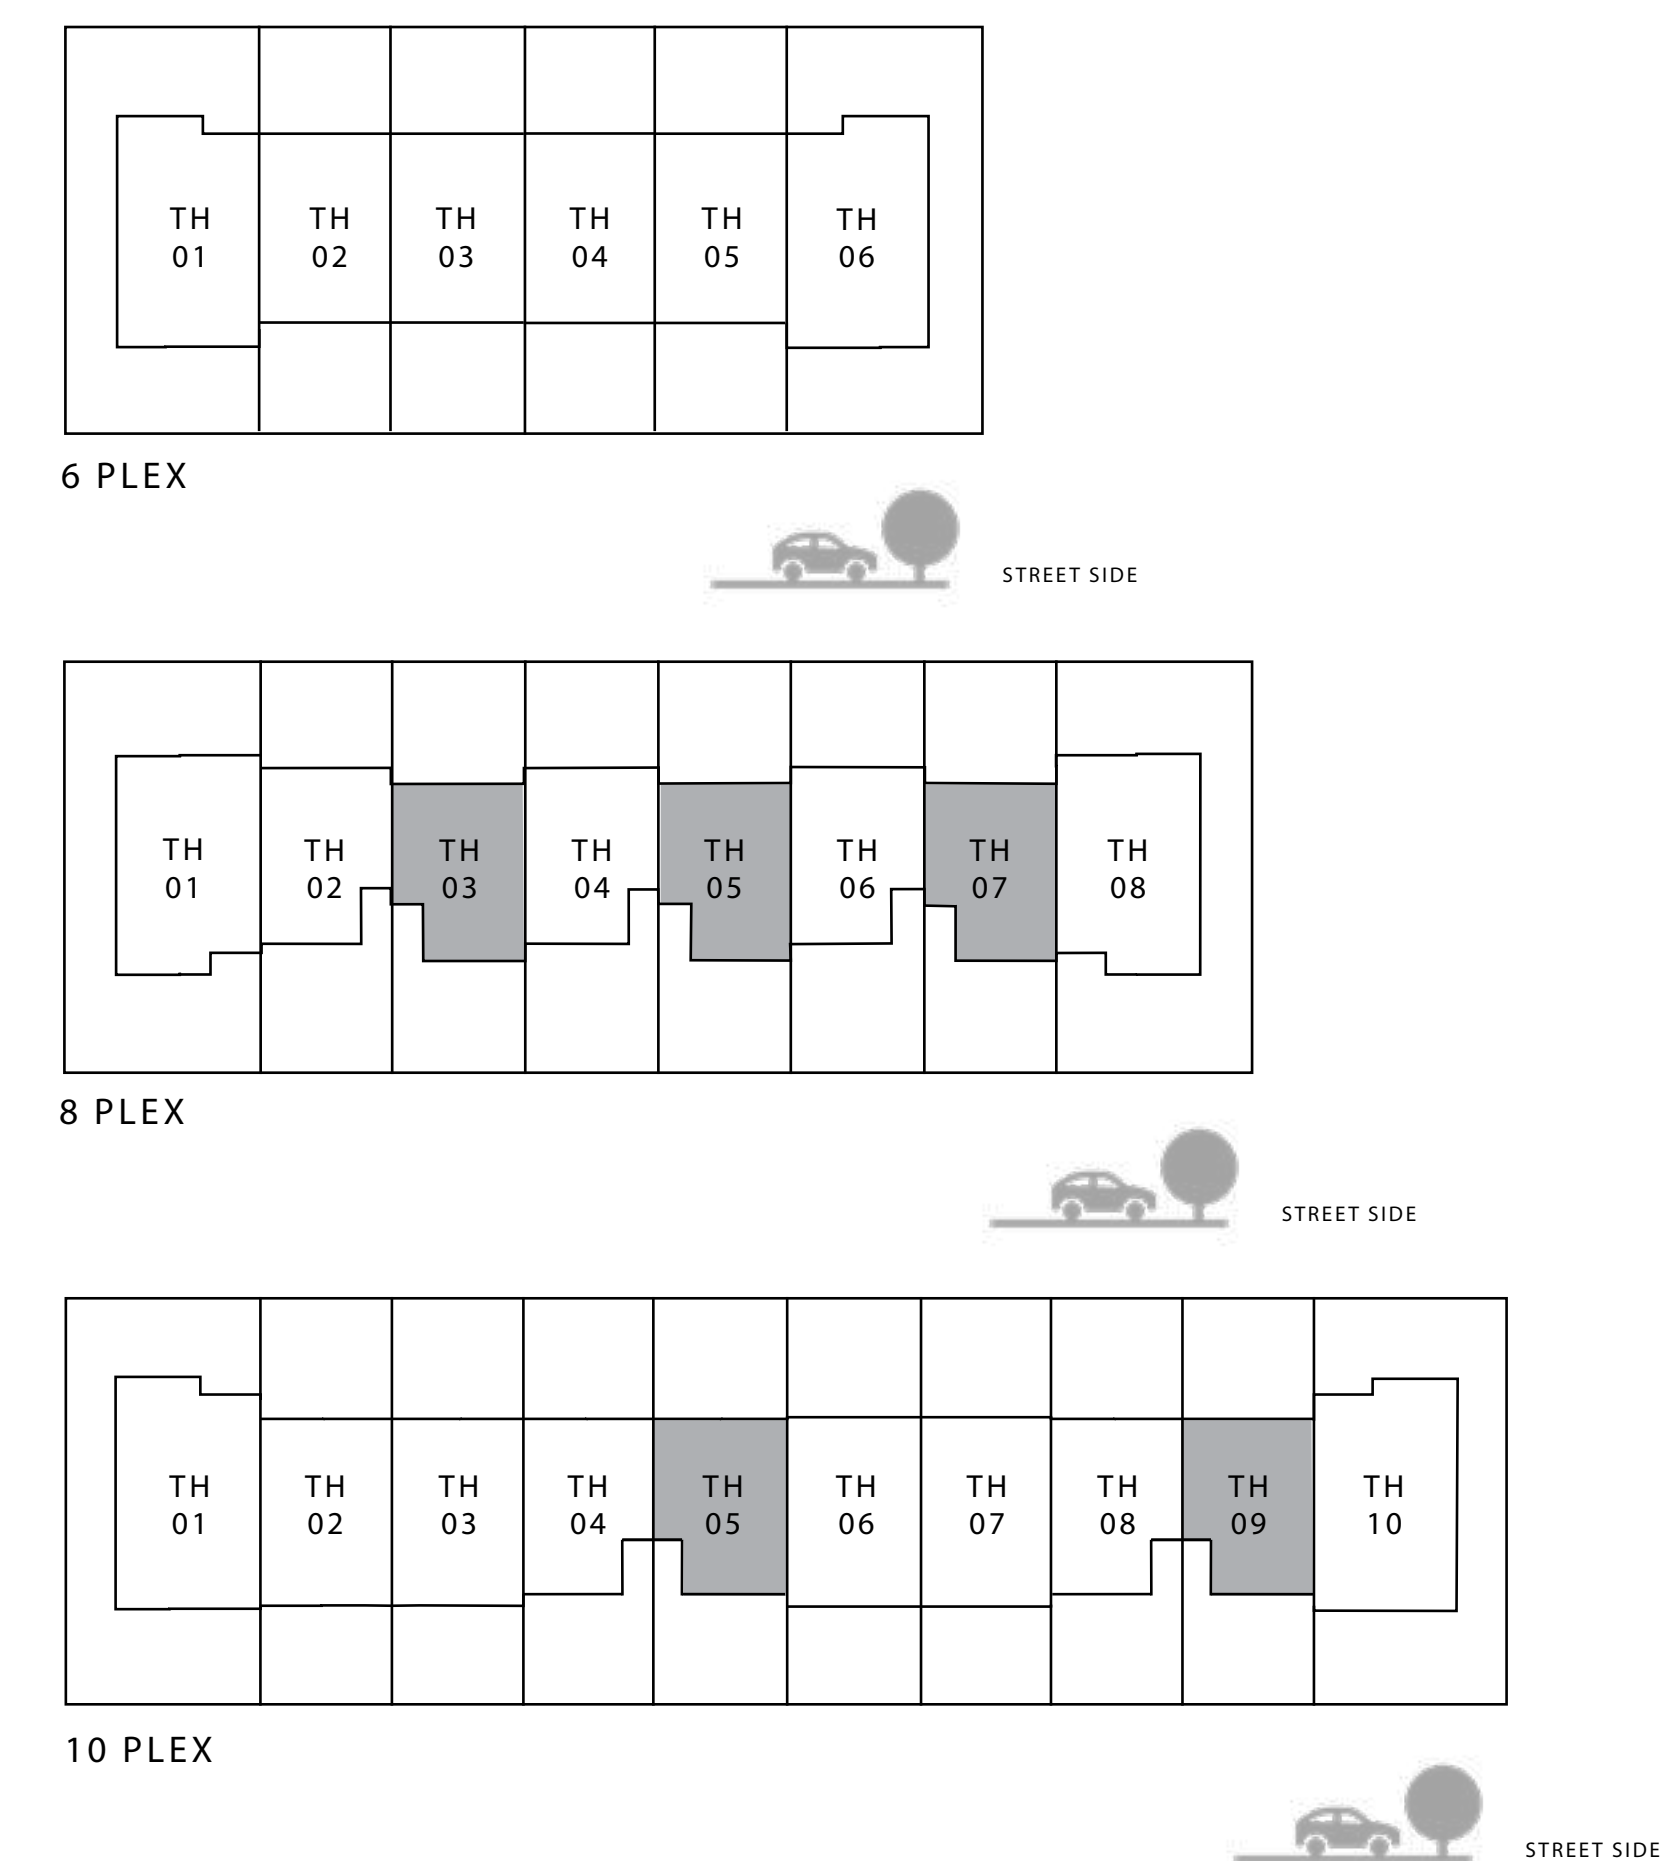 TH TH TH TH TH TH
01 02 03 04 05 06
6 PLEX
STREET SIDE
TH TH TH TH TH TH TH TH
01 02 03 04 05 06 07 08
8 PLEX
STREET SIDE
TH TH TH TH TH TH TH TH TH TH
01 02 03 04 05 06 07 08 09 10
10 PLEX
STREET SIDE